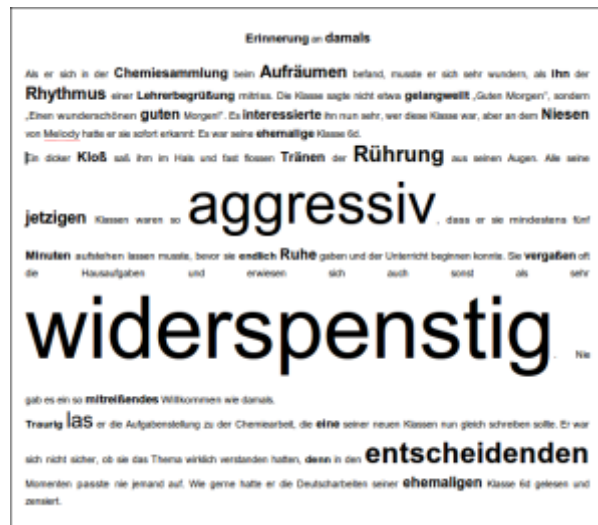 Erinnerung an damals
Als er sich in der Chemiesammlung beim Aufräumen befand, musste er sich sehr wundern, als ihn der
Rhythmus einer Lehrerbegrüßung mitriss. Die Klasse sagte nicht etwa gelangweilt „Guten Morgen", sondern
„Einen wunderschönen guten Morgen!". Es interessierte ihn nun sehr, wer diese Klasse war, aber an dem Niesen
von Melody hatte er sie sofort erkannt: Es war seine ehemalige Klasse 6d.
Ein dicker Kloß saß ihm im Hals und fast flossen Tränen der Rührung aus seinen Augen. Alle seine
jetzigen Klassen waren so aggressiv, dass er sie mindestens fünf
Minuten aufstehen lassen musste, bevor sie endlich Ruhe gaben und der Unterricht beginnen konnte. Sie vergaßen oft
die Hausaufgaben und erwiesen sich auch sonst als sehr
widerspenstig. Nie
gab es ein so mitreißendes Willkommen wie damals.
Traurig las er die Aufgabenstellung zu der Chemiearbeit, die eine seiner neuen Klassen nun gleich schreiben sollte. Er war
sich nicht sicher, ob sie das Thema wirklich verstanden hatten, denn in den entscheidenden
Momenten passte nie jemand auf. Wie gerne hatte er die Deutscharbeiten seiner ehemaligen Klasse 6d gelesen und
zensiert.